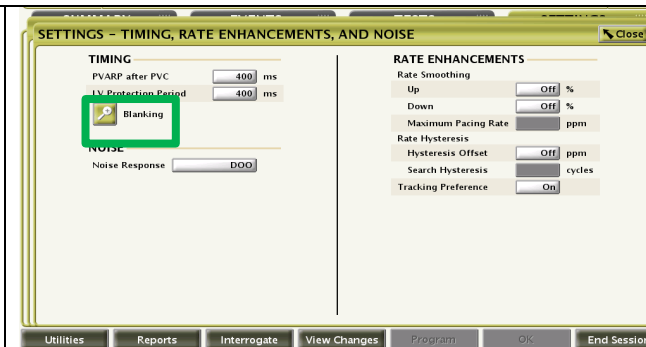 SETTINGS – TIMING, RATE ENHANCEMENTS, AND NOISE
Close
TIMING
PVARP after PVC 400 ms
LV Protection Period 400 ms
Blanking
NOISE
Noise Response DOO
RATE ENHANCEMENTS
Rate Smoothing
Up Off %
Down Off %
Maximum Pacing Rate ppm
Rate Hysteresis
Hysteresis Offset Off ppm
Search Hysteresis cycles
Tracking Preference On
Utilities Reports Interrogate View Changes Program OK End Session